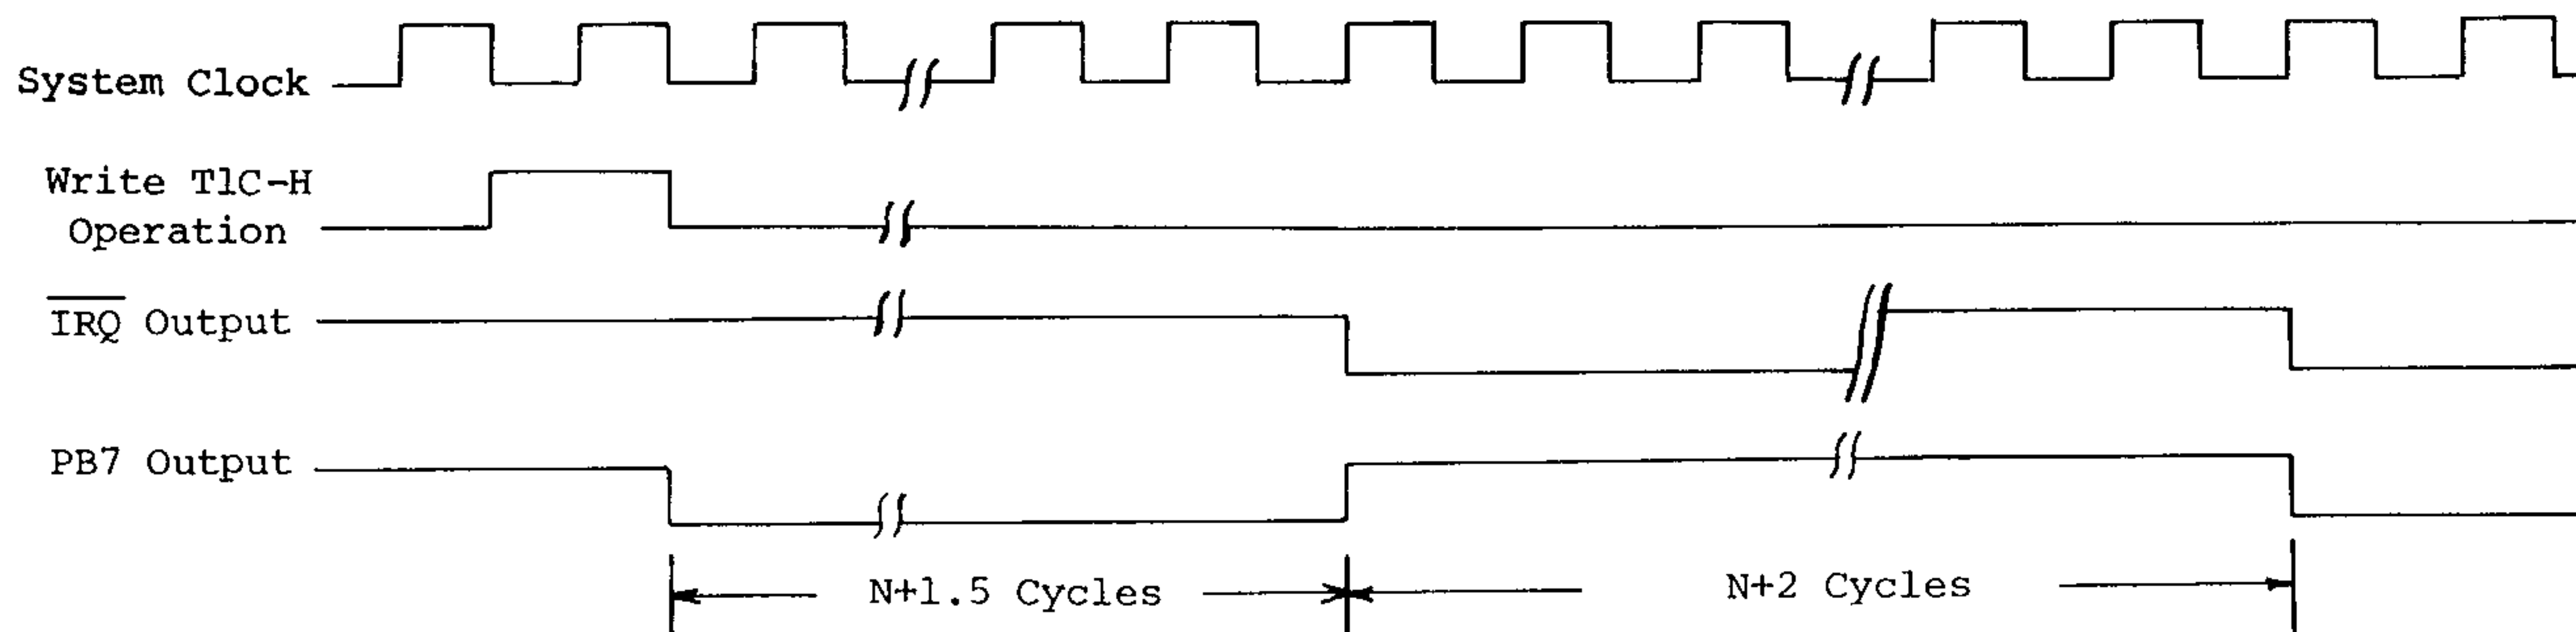 System Clock
Write T1C-H
Operation
IRQ Output
PB7 Output
N+1.5 Cycles
N+2 Cycles